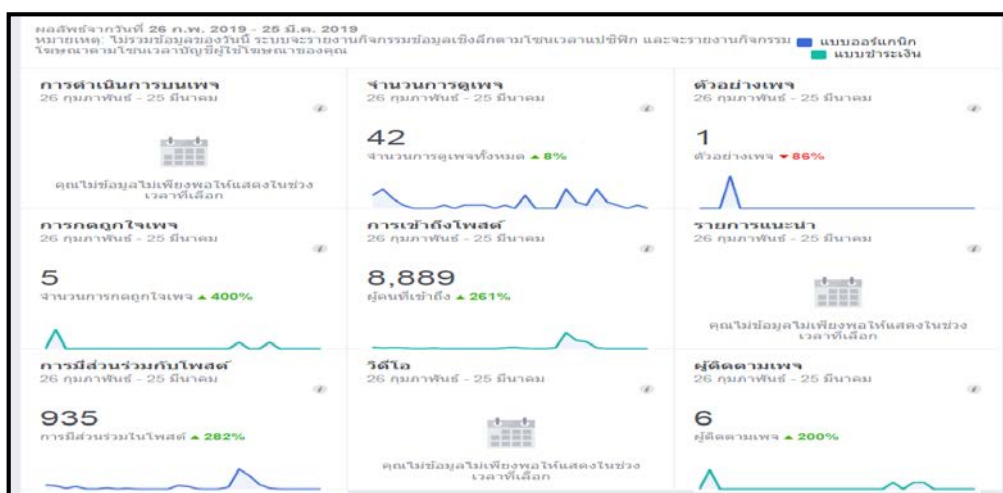 ผลลัพธ์จากวันที่ 26 ก.พ. 2019 - 25 มี.ค. 2019
หมายเหตุ: ไม่รวมข้อมูลของวันนี้ ระบบจะรายงานกิจกรรมข้อมูลเชิงลึกตามโซนเวลาแปซิฟิก และจะรายงานกิจกรรม
โฆษณาตามโซนเวลาบัญชีผู้ใช้โฆษณาของคุณ
แบบออร์แกนิก
แบบชำระเงิน
การดำเนินการบนเพจ
26 กุมภาพันธ์ - 25 มีนาคม
คุณไม่ข้อมูลไม่เพียงพอให้แสดงในช่วง
เวลาที่เลือก
จำนวนการดูเพจ
26 กุมภาพันธ์ - 25 มีนาคม
42
จำนวนการดูเพจทั้งหมด ▲ 8%
ตัวอย่างเพจ
26 กุมภาพันธ์ - 25 มีนาคม
1
ตัวอย่างเพจ ▼ 86%
การกดถูกใจเพจ
26 กุมภาพันธ์ - 25 มีนาคม
5
จำนวนการกดถูกใจเพจ ▲ 400%
การเข้าถึงโพสต์
26 กุมภาพันธ์ - 25 มีนาคม
8,889
ผู้คนที่เข้าถึง ▲ 261%
รายการแนะนำ
26 กุมภาพันธ์ - 25 มีนาคม
คุณไม่ข้อมูลไม่เพียงพอให้แสดงในช่วง
เวลาที่เลือก
การมีส่วนร่วมกับโพสต์
26 กุมภาพันธ์ - 25 มีนาคม
935
การมีส่วนร่วมในโพสต์ ▲ 282%
วิดีโอ
26 กุมภาพันธ์ - 25 มีนาคม
คุณไม่ข้อมูลไม่เพียงพอให้แสดงในช่วง
เวลาที่เลือก
ผู้ติดตามเพจ
26 กุมภาพันธ์ - 25 มีนาคม
6
ผู้ติดตามเพจ ▲ 200%